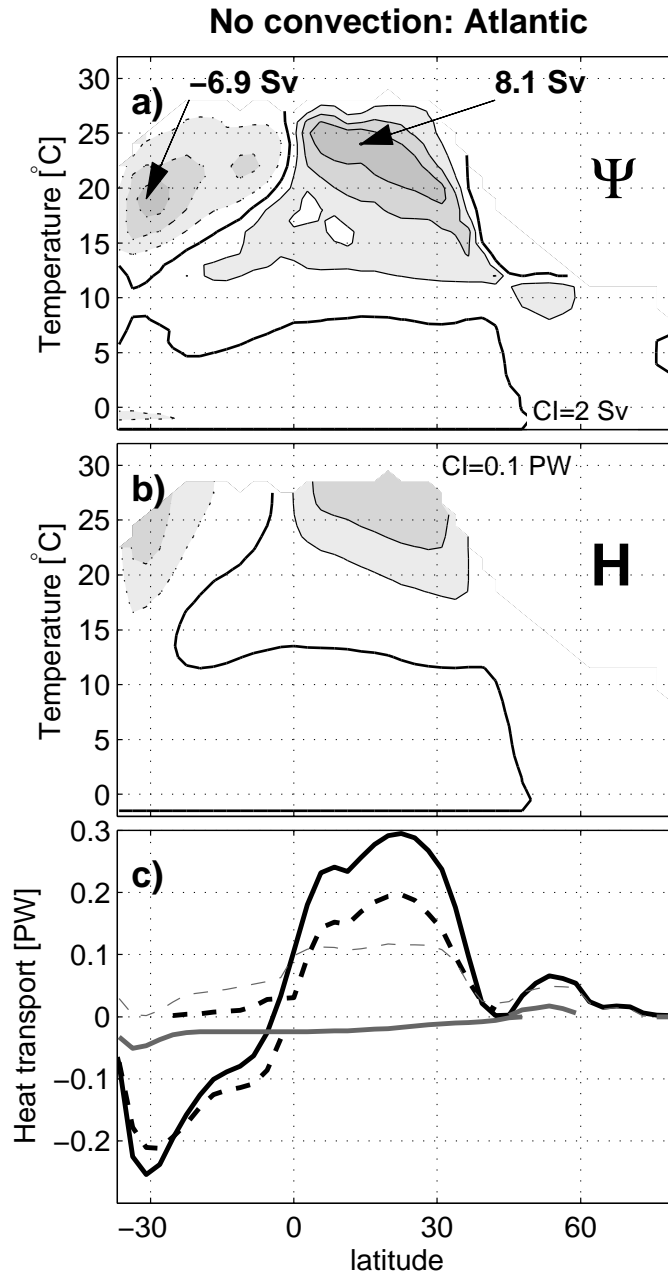 No convection: Atlantic
a)
−6.9 Sv
8.1 Sv
Ψ
30
25
20
15
10
5
0
Temperature [°C]
CI=2 Sv
b)
CI=0.1 PW
H
30
25
20
15
10
5
0
Temperature [°C]
c)
0.3
0.2
0.1
0
−0.1
−0.2
Heat transport [PW]
−30 0 30 60
latitude